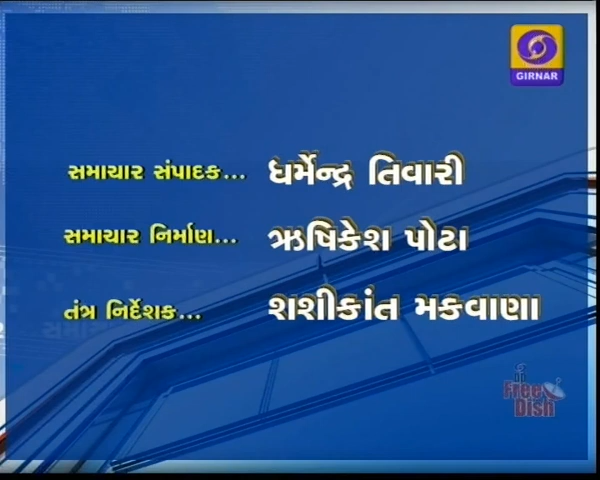 GIRNAR
સમાચાર સંપાદક... ધર્મેન્દ્ર તિવારી
સમાચાર નિર્માણ... ઋષિકેશ પોટા
તંત્ર નિર્દેશક... શશીકાંત મકવાણા
Free
Dish